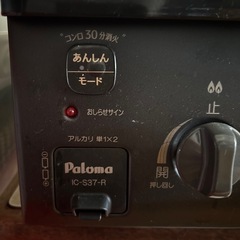 コンロ30分消火
あんしん
モード
おしらせサイン
アルカリ 単1×2
Paloma
IC-S37-R
止
開
押し回し